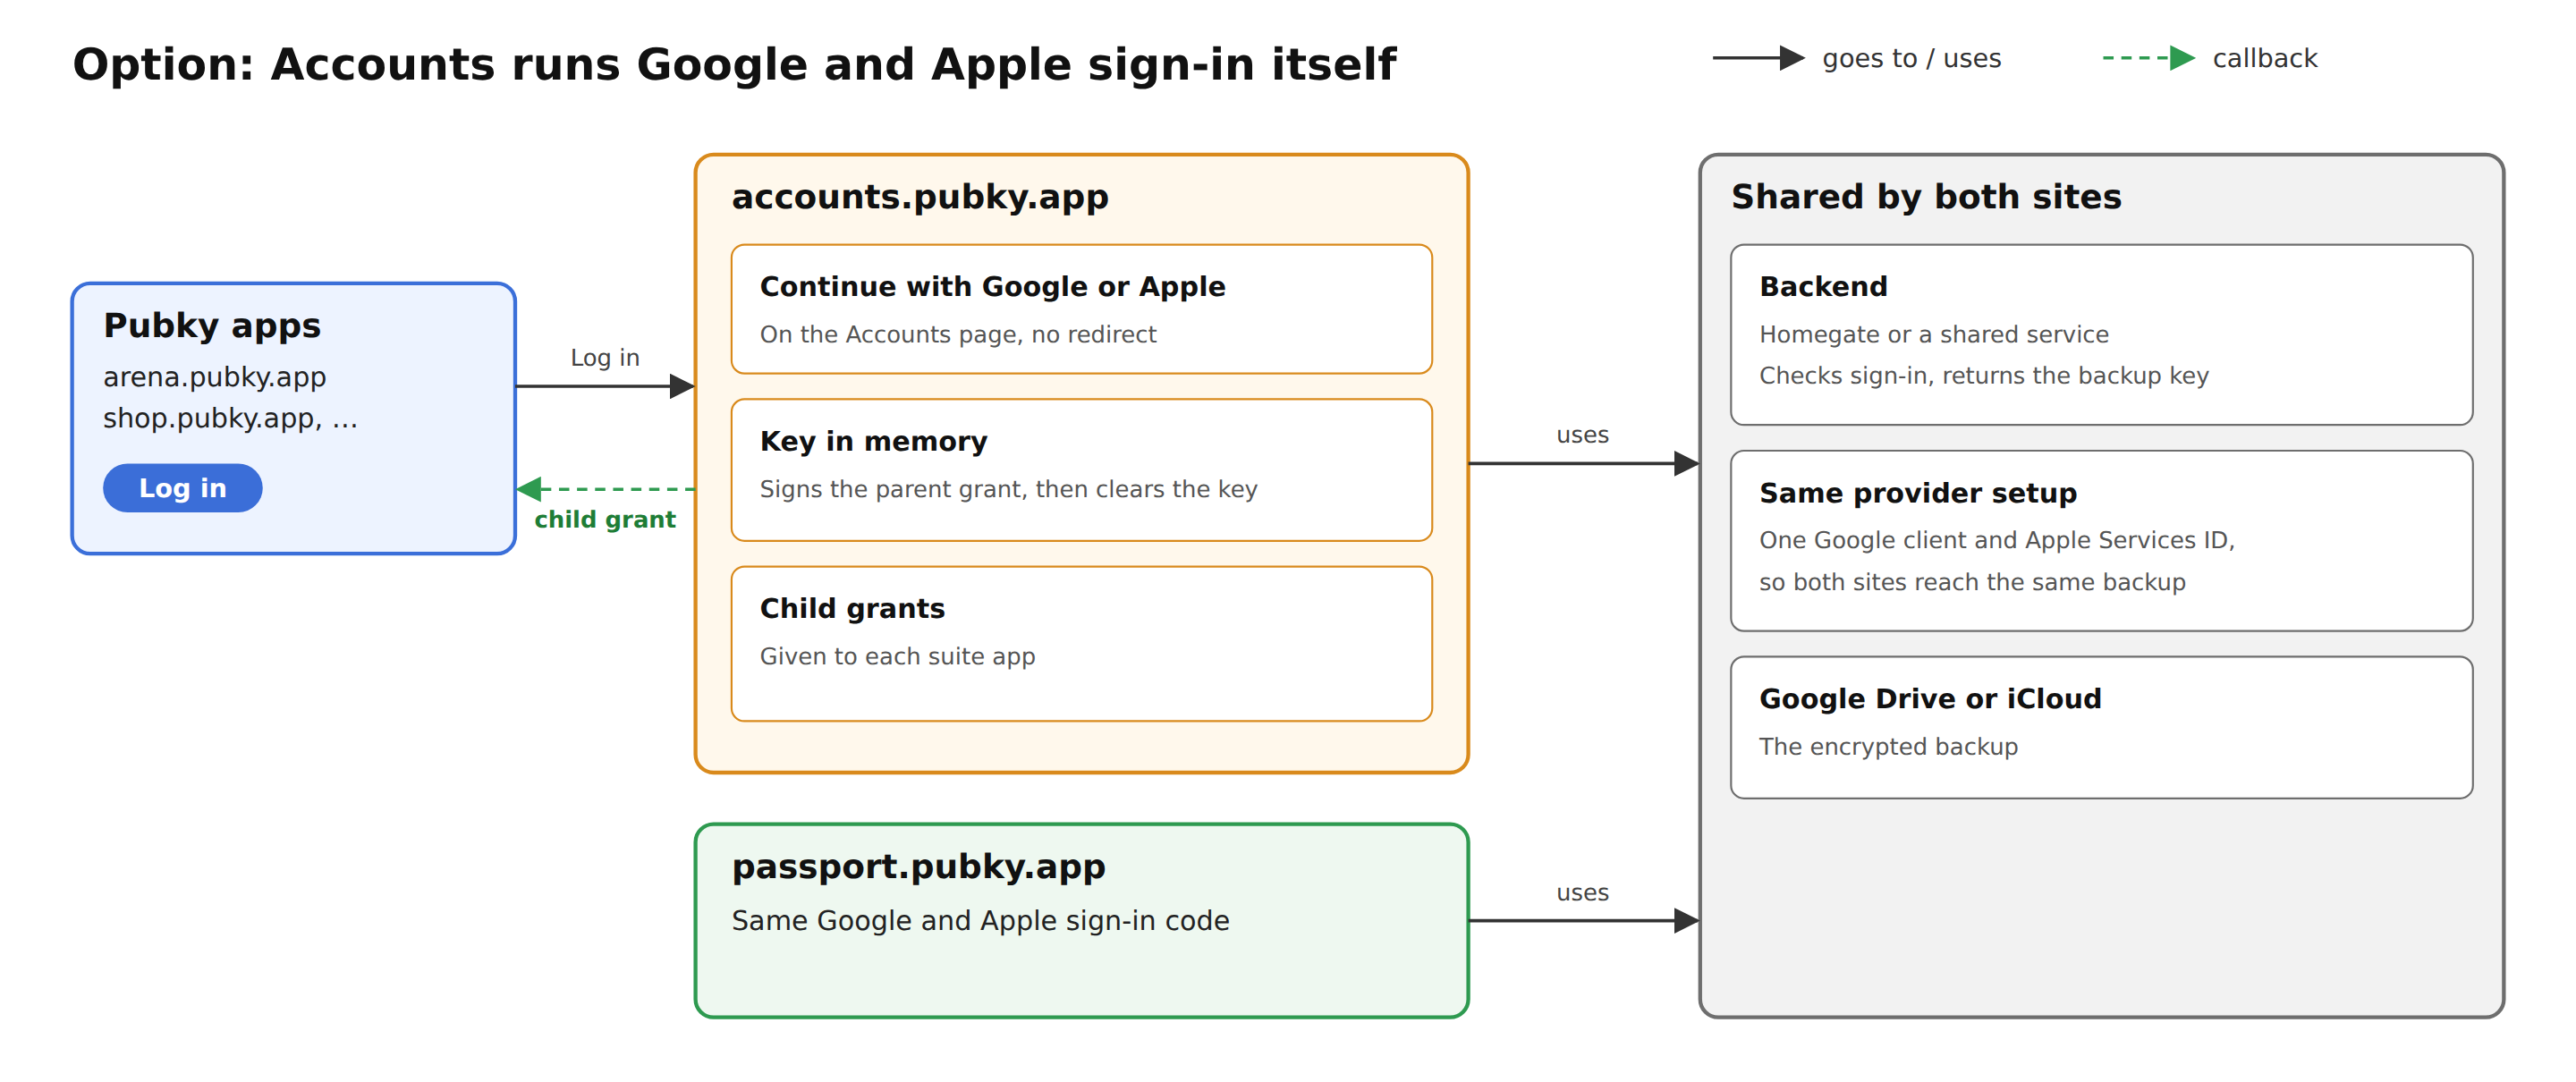 Option: Accounts runs Google and Apple sign-in itself
goes to / uses
callback
Pubky apps
arena.pubky.app
shop.pubky.app, …
Log in
Log in
child grant
accounts.pubky.app
Continue with Google or Apple
On the Accounts page, no redirect
Key in memory
Signs the parent grant, then clears the key
Child grants
Given to each suite app
uses
Shared by both sites
Backend
Homegate or a shared service
Checks sign-in, returns the backup key
Same provider setup
One Google client and Apple Services ID,
so both sites reach the same backup
Google Drive or iCloud
The encrypted backup
passport.pubky.app
Same Google and Apple sign-in code
uses